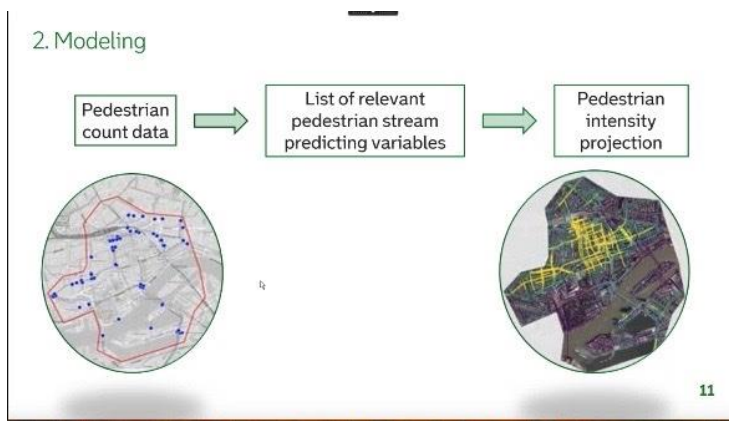 2. Modeling
Pedestrian
count data
List of relevant
pedestrian stream
predicting variables
Pedestrian
intensity
projection
11